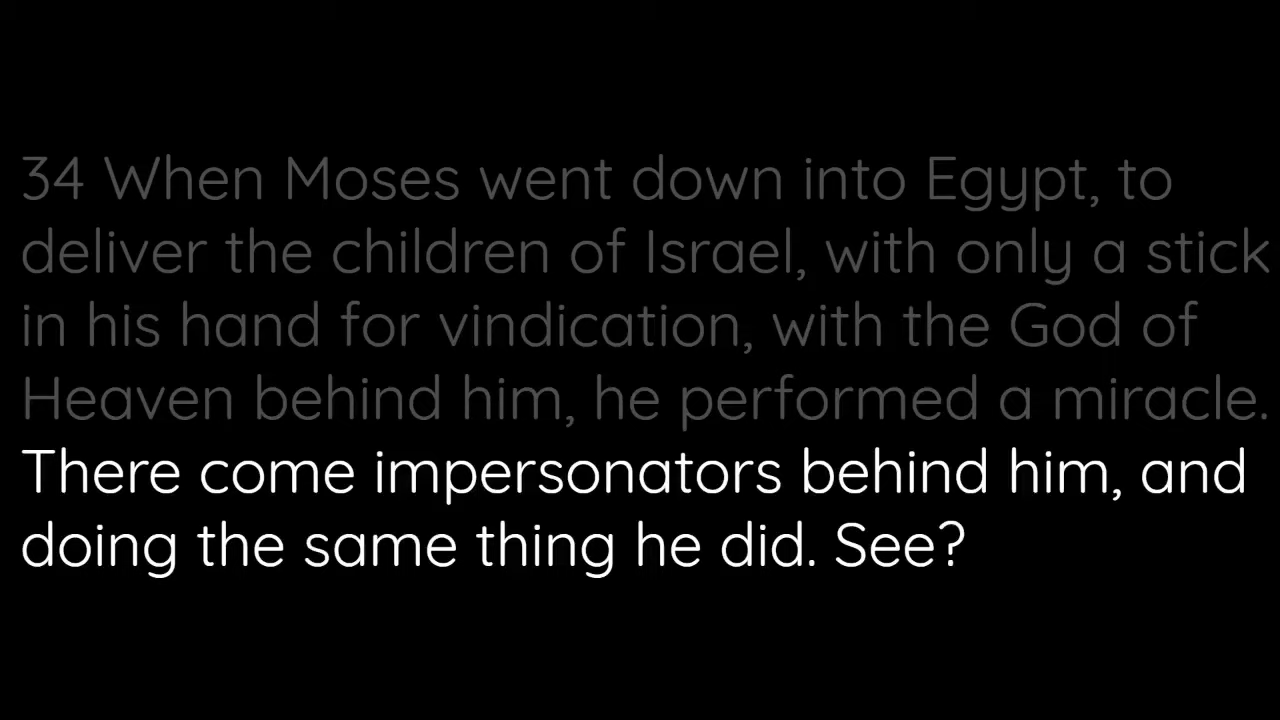 34 When Moses went down into Egypt, to
deliver the children of Israel, with only a stick
in his hand for vindication, with the God of
Heaven behind him, he performed a miracle.
There come impersonators behind him, and
doing the same thing he did. See?